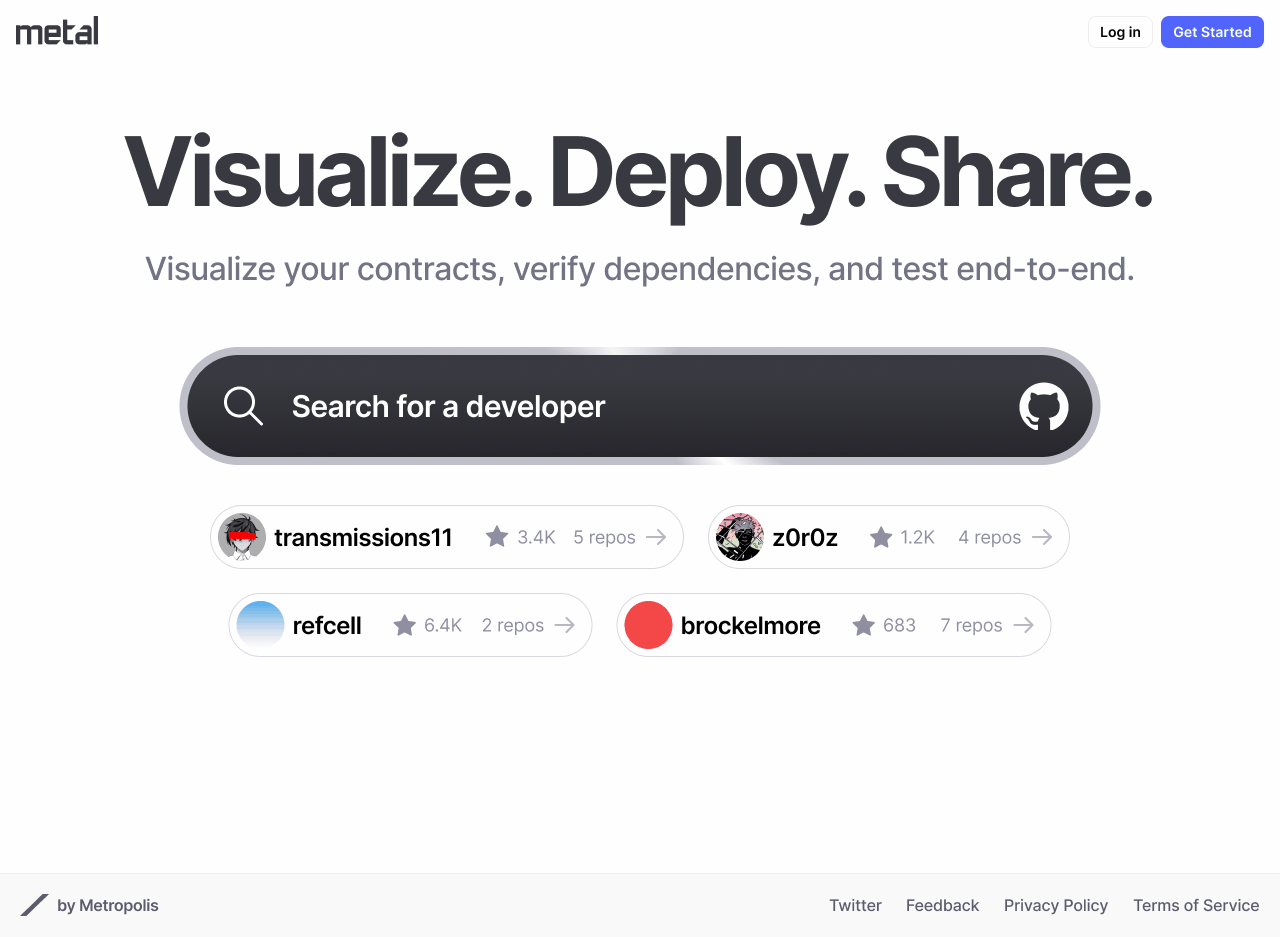 metal
Log in
Get Started
Visualize. Deploy. Share.
Visualize your contracts, verify dependencies, and test end-to-end.
Search for a developer
transmissions11 3.4K 5 repos
z0r0z 1.2K 4 repos
refcell 6.4K 2 repos
brockelmore 683 7 repos
by Metropolis
Twitter Feedback Privacy Policy Terms of Service